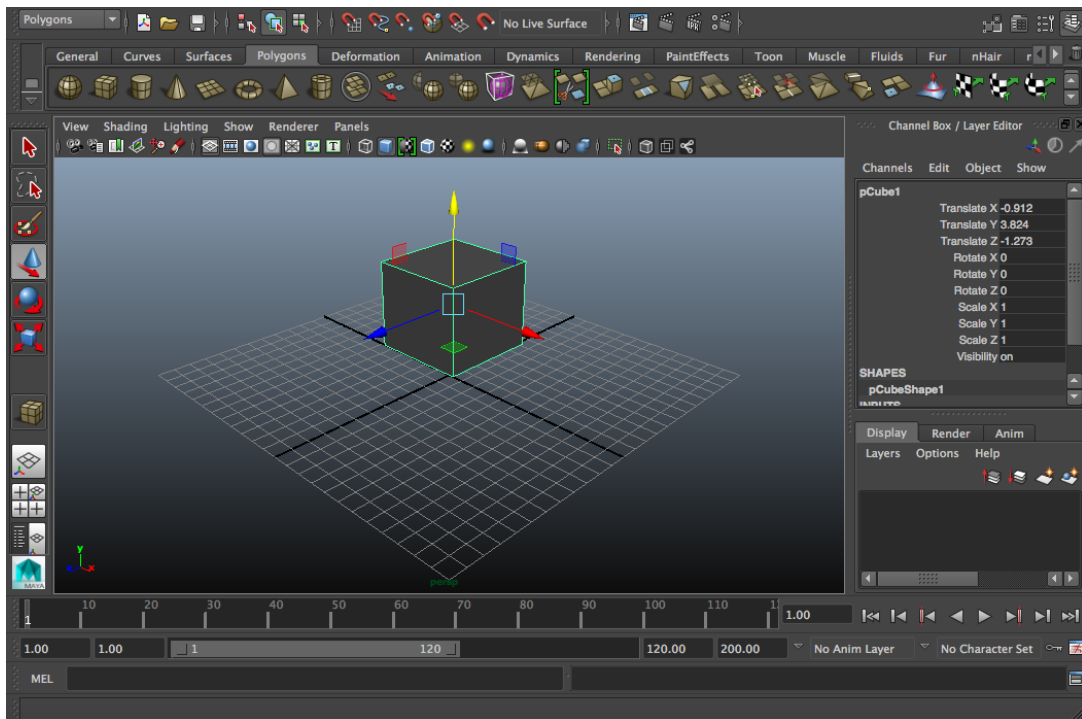 Polygons No Live Surface
General Curves Surfaces Polygons Deformation Animation Dynamics Rendering PaintEffects Toon Muscle Fluids Fur nHair r
View Shading Lighting Show Renderer Panels
Channel Box / Layer Editor
Channels Edit Object Show
pCube1
Translate X -0.912
Translate Y 3.824
Translate Z -1.273
Rotate X 0
Rotate Y 0
Rotate Z 0
Scale X 1
Scale Y 1
Scale Z 1
Visibility on
SHAPES
pCubeShape1
INPUTS
Display Render Anim
Layers Options Help
y
x
persp
MAYA
10 20 30 40 50 60 70 80 90 100 110
1 1.00
1.00 1.00 1 120 120.00 200.00 No Anim Layer No Character Set
MEL